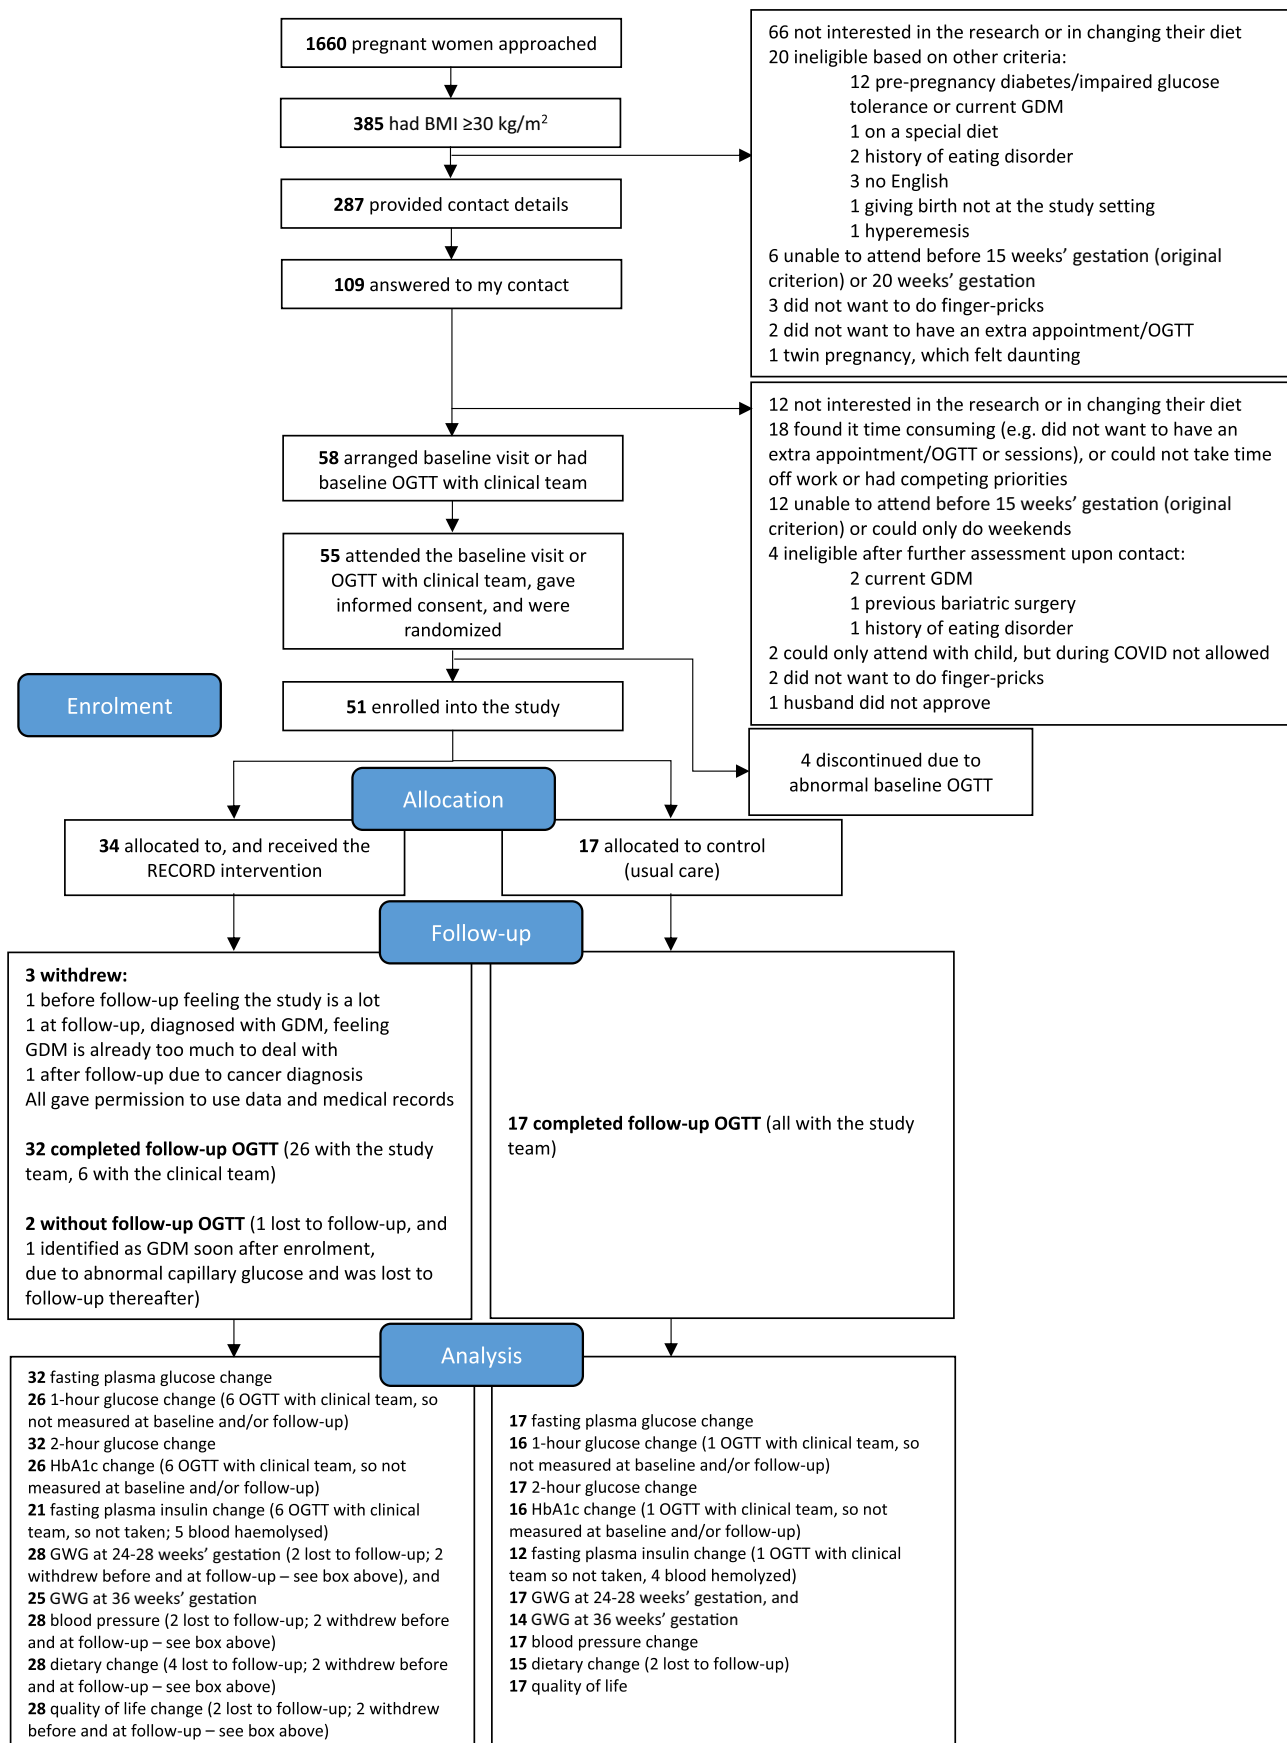 1660 pregnant women approached
385 had BMI ≥30 kg/m²
66 not interested in the research or in changing their diet
20 ineligible based on other criteria:
12 pre-pregnancy diabetes/impaired glucose
tolerance or current GDM
1 on a special diet
2 history of eating disorder
3 no English
1 giving birth not at the study setting
1 hyperemesis
6 unable to attend before 15 weeks’ gestation (original
criterion) or 20 weeks’ gestation
3 did not want to do finger-pricks
2 did not want to have an extra appointment/OGTT
1 twin pregnancy, which felt daunting
287 provided contact details
109 answered to my contact
12 not interested in the research or in changing their diet
18 found it time consuming (e.g. did not want to have an
extra appointment/OGTT or sessions), or could not take time
off work or had competing priorities
12 unable to attend before 15 weeks’ gestation (original
criterion) or could only do weekends
4 ineligible after further assessment upon contact:
2 current GDM
1 previous bariatric surgery
1 history of eating disorder
2 could only attend with child, but during COVID not allowed
2 did not want to do finger-pricks
1 husband did not approve
58 arranged baseline visit or had
baseline OGTT with clinical team
55 attended the baseline visit or
OGTT with clinical team, gave
informed consent, and were
randomized
Enrolment
51 enrolled into the study
4 discontinued due to
abnormal baseline OGTT
Allocation
34 allocated to, and received the
RECORD intervention
17 allocated to control
(usual care)
Follow-up
3 withdrew:
1 before follow-up feeling the study is a lot
1 at follow-up, diagnosed with GDM, feeling
GDM is already too much to deal with
1 after follow-up due to cancer diagnosis
All gave permission to use data and medical records
32 completed follow-up OGTT (26 with the study
team, 6 with the clinical team)
2 without follow-up OGTT (1 lost to follow-up, and
1 identified as GDM soon after enrolment,
due to abnormal capillary glucose and was lost to
follow-up thereafter)
17 completed follow-up OGTT (all with the study
team)
Analysis
32 fasting plasma glucose change
26 1-hour glucose change (6 OGTT with clinical team, so
not measured at baseline and/or follow-up)
32 2-hour glucose change
26 HbA1c change (6 OGTT with clinical team, so not
measured at baseline and/or follow-up)
21 fasting plasma insulin change (6 OGTT with clinical
team, so not taken; 5 blood haemolysed)
28 GWG at 24-28 weeks’ gestation (2 lost to follow-up; 2
withdrew before and at follow-up – see box above), and
25 GWG at 36 weeks’ gestation
28 blood pressure (2 lost to follow-up; 2 withdrew before
and at follow-up – see box above)
28 dietary change (4 lost to follow-up; 2 withdrew before
and at follow-up – see box above)
28 quality of life change (2 lost to follow-up; 2 withdrew
before and at follow-up – see box above)
17 fasting plasma glucose change
16 1-hour glucose change (1 OGTT with clinical team, so
not measured at baseline and/or follow-up)
17 2-hour glucose change
16 HbA1c change (1 OGTT with clinical team, so not
measured at baseline and/or follow-up)
12 fasting plasma insulin change (1 OGTT with clinical
team so not taken, 4 blood hemolyzed)
17 GWG at 24-28 weeks’ gestation, and
14 GWG at 36 weeks’ gestation
17 blood pressure change
15 dietary change (2 lost to follow-up)
17 quality of life